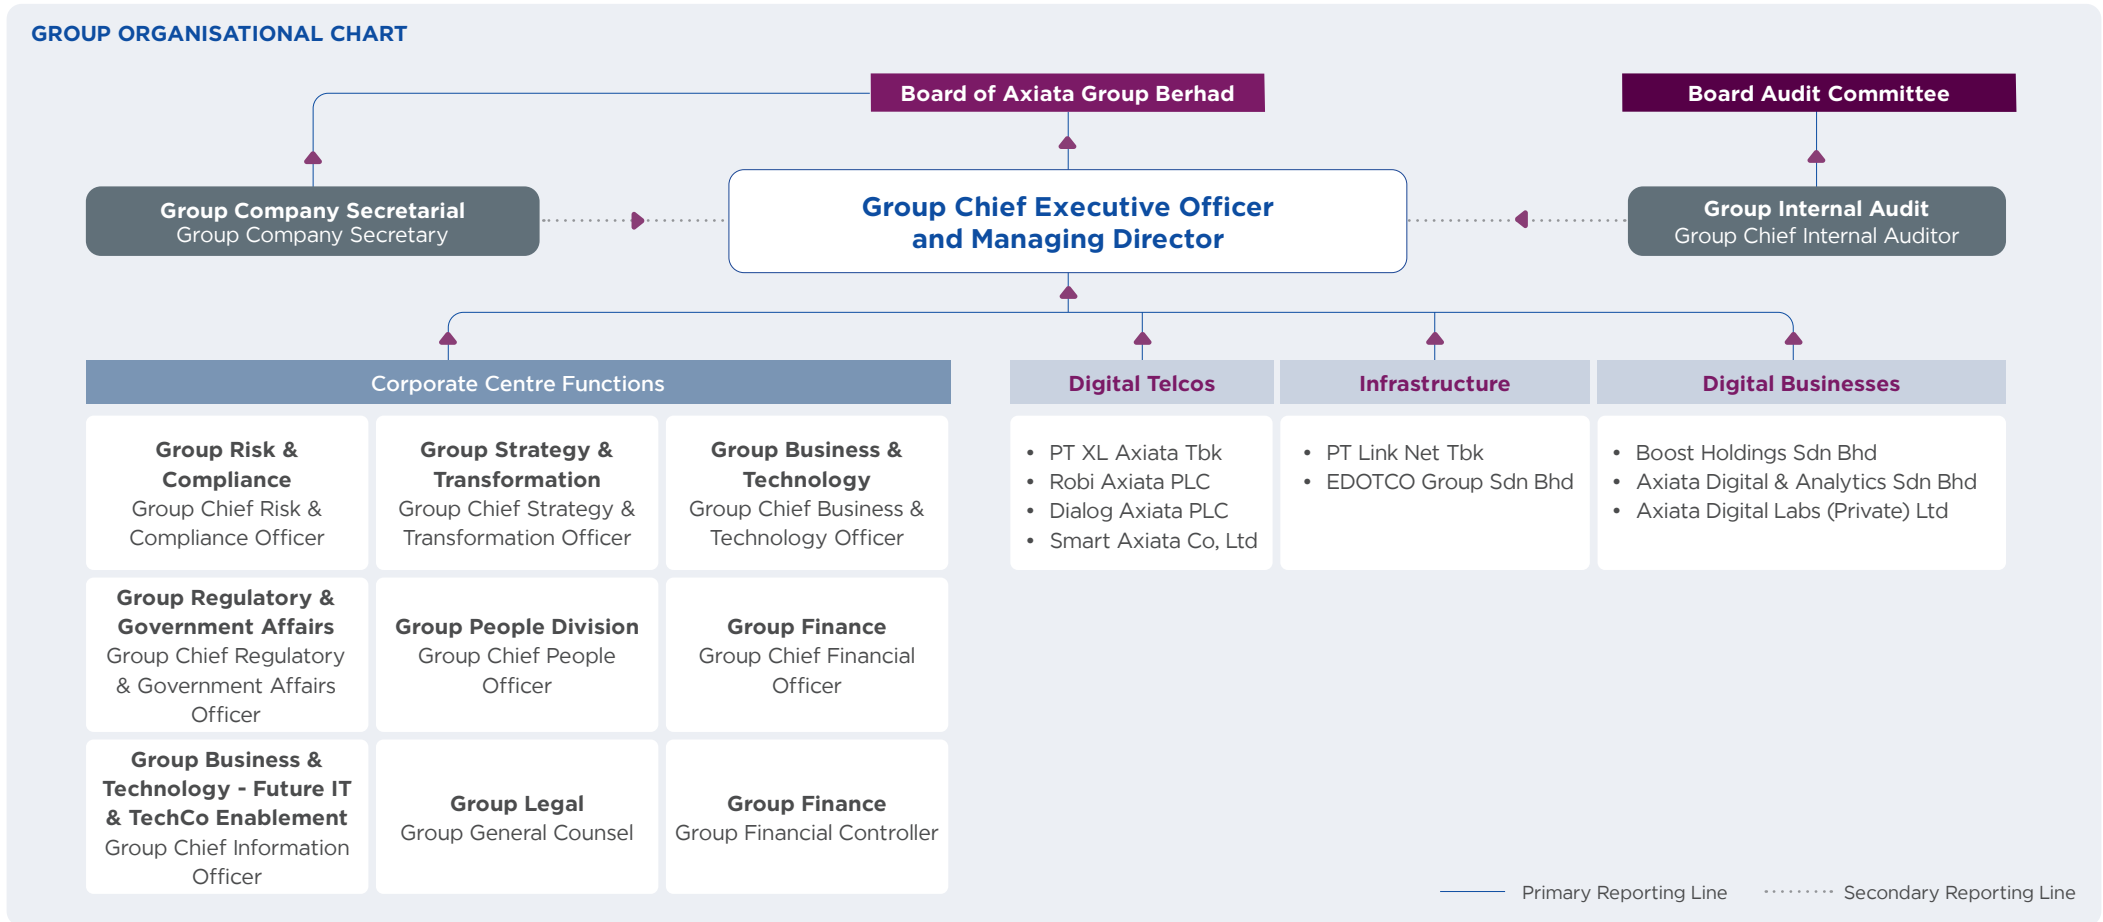 GROUP ORGANISATIONAL CHART
Board of Axiata Group Berhad
Board Audit Committee
Group Company Secretarial
Group Company Secretary
Group Chief Executive Officer
and Managing Director
Group Internal Audit
Group Chief Internal Auditor
Corporate Centre Functions
Group Risk &
Compliance
Group Chief Risk &
Compliance Officer
Group Strategy &
Transformation
Group Chief Strategy &
Transformation Officer
Group Business &
Technology
Group Chief Business &
Technology Officer
Group Regulatory &
Government Affairs
Group Chief Regulatory
& Government Affairs
Officer
Group People Division
Group Chief People
Officer
Group Finance
Group Chief Financial
Officer
Group Business &
Technology - Future IT
& TechCo Enablement
Group Chief Information
Officer
Group Legal
Group General Counsel
Group Finance
Group Financial Controller
Digital Telcos
• PT XL Axiata Tbk
• Robi Axiata PLC
• Dialog Axiata PLC
• Smart Axiata Co, Ltd
Infrastructure
• PT Link Net Tbk
• EDOTCO Group Sdn Bhd
Digital Businesses
• Boost Holdings Sdn Bhd
• Axiata Digital & Analytics Sdn Bhd
• Axiata Digital Labs (Private) Ltd
Primary Reporting Line
Secondary Reporting Line